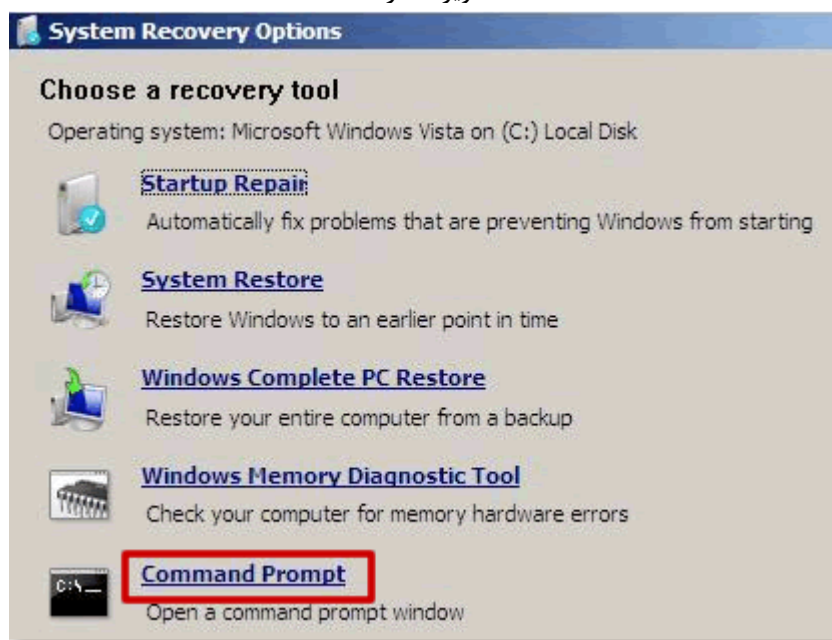 System Recovery Options
Choose a recovery tool
Operating system: Microsoft Windows Vista on (C:) Local Disk
Startup Repair
Automatically fix problems that are preventing Windows from starting
System Restore
Restore Windows to an earlier point in time
Windows Complete PC Restore
Restore your entire computer from a backup
Windows Memory Diagnostic Tool
Check your computer for memory hardware errors
C:\_
Command Prompt
Open a command prompt window